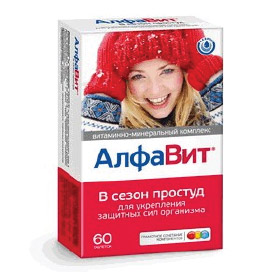 витаминно-минеральный комплекс
АлфаВит®
В сезон простуд
для укрепления
защитных сил организма
60
таблеток